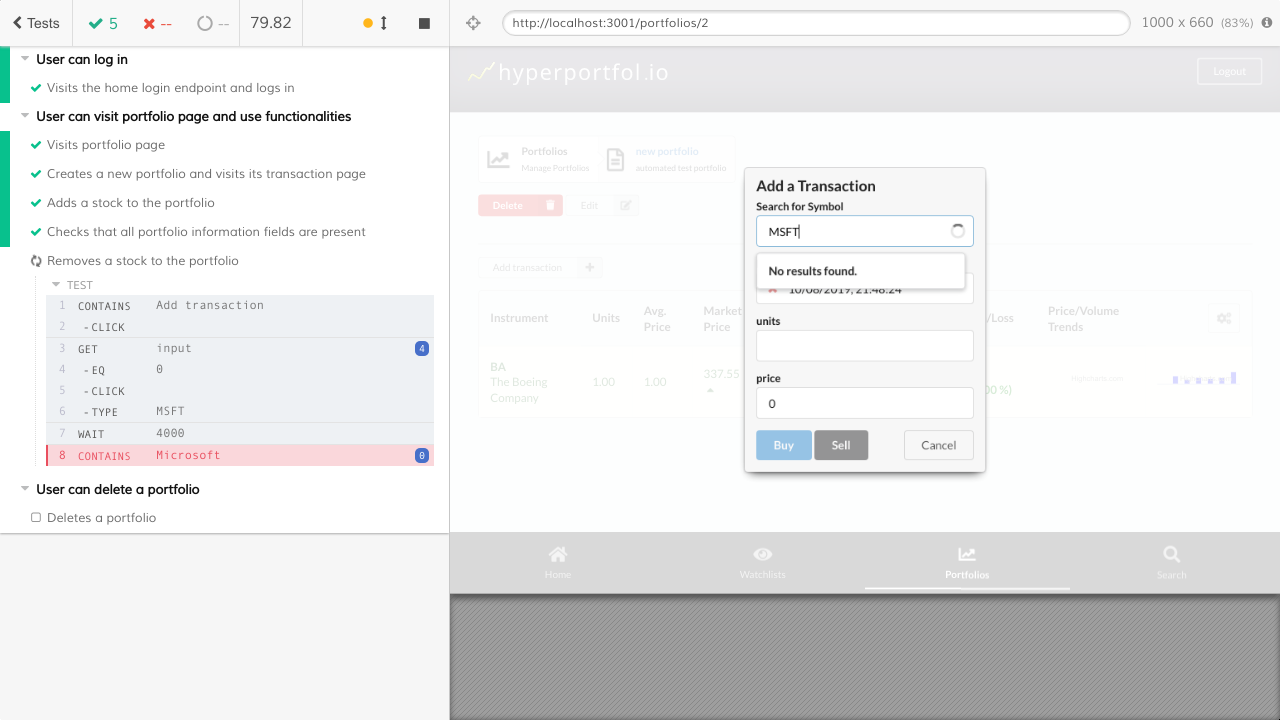 Tests
5
--
--
79.82
http://localhost:3001/portfolios/2
1000 x 660 (83%)
User can log in
Visits the home login endpoint and logs in
User can visit portfolio page and use functionalities
Visits portfolio page
Creates a new portfolio and visits its transaction page
Adds a stock to the portfolio
Checks that all portfolio information fields are present
Removes a stock to the portfolio
TEST
1 CONTAINS Add transaction
2 -CLICK
3 GET input 4
4 -EQ 0
5 -CLICK
6 -TYPE MSFT
7 WAIT 4000
8 CONTAINS Microsoft 0
User can delete a portfolio
Deletes a portfolio
hyperportfol.io
Logout
Portfolios
Manage Portfolios
new portfolio
automated test portfolio
Delete
Edit
Add transaction
Instrument
Units
Avg.
Price
Market
Price
/Loss
Price/Volume
Trends
BA
The Boeing
Company
1.00
1.00
337.55
00 %)
Highcharts.com
Add a Transaction
Search for Symbol
MSFT
No results found.
10/08/2019, 21:48:24
units
price
0
Buy
Sell
Cancel
Home
Watchlists
Portfolios
Search